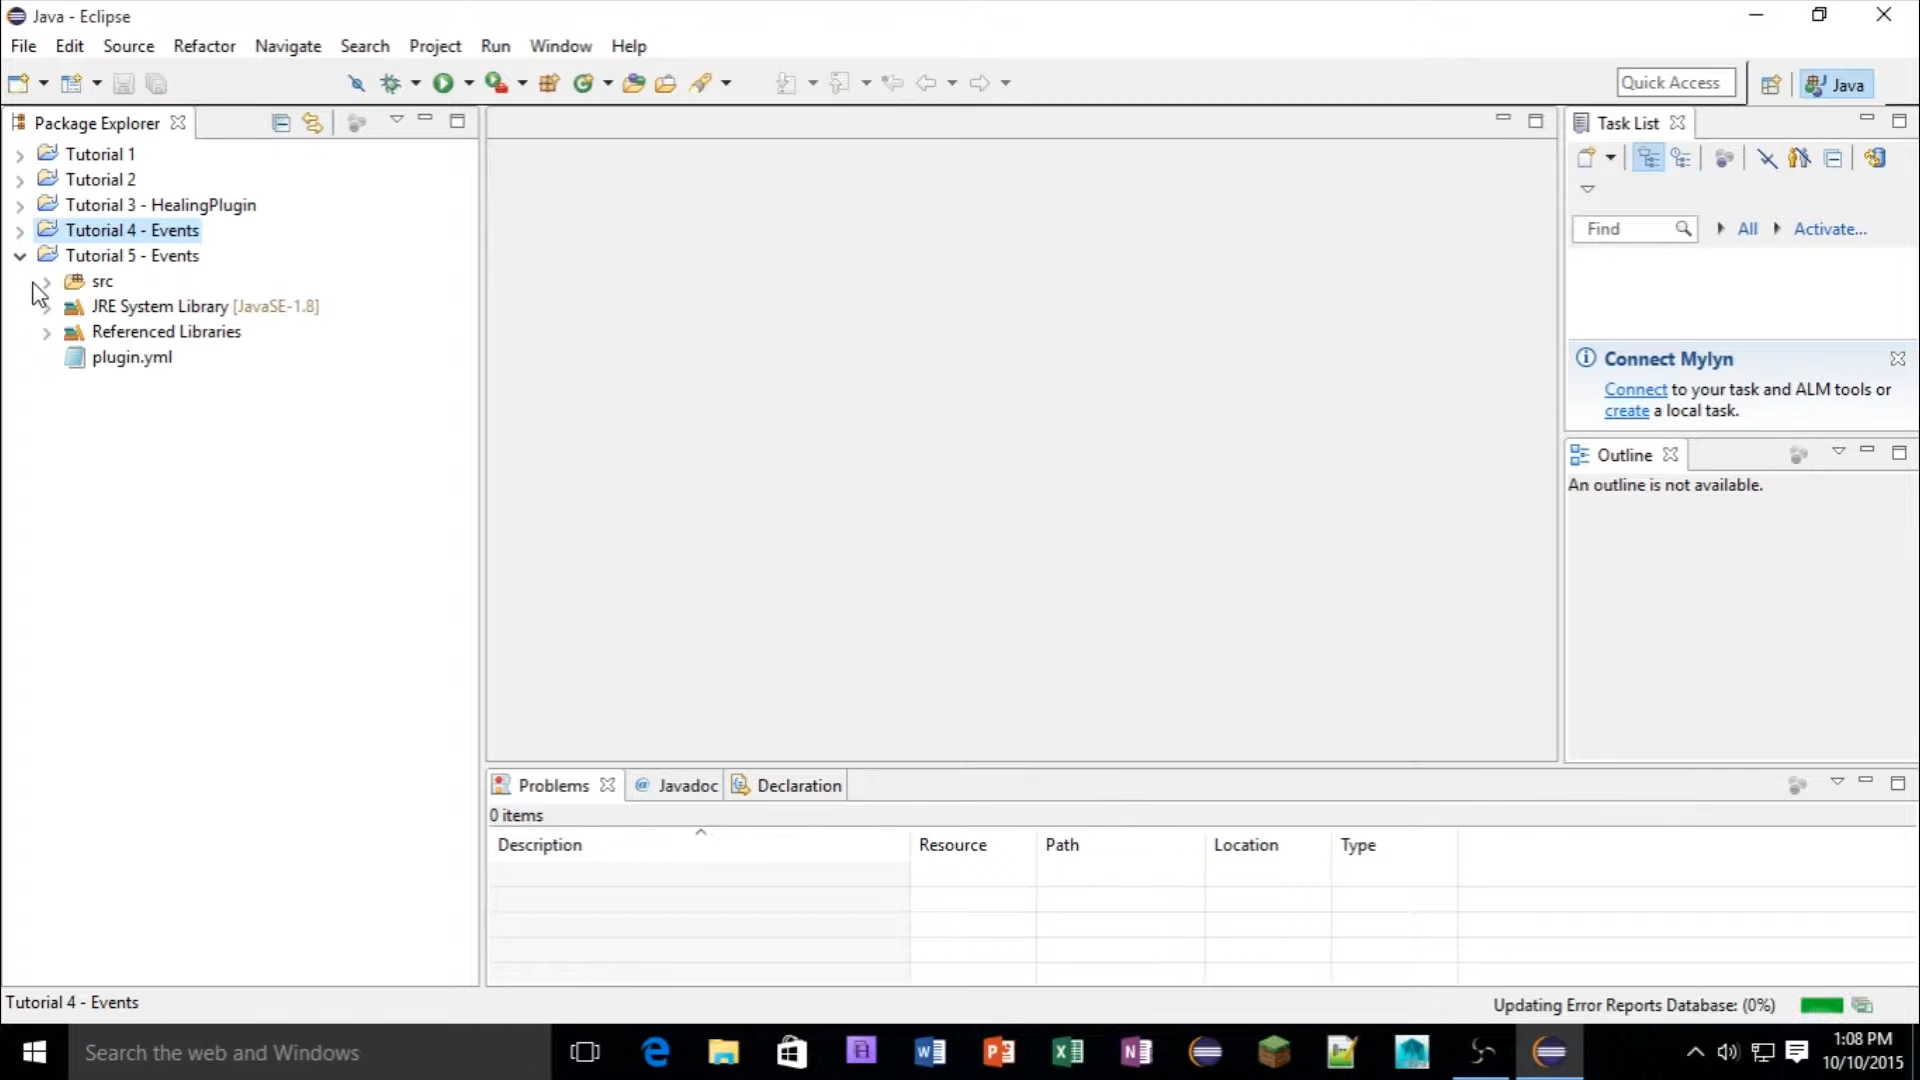 Java - Eclipse
File Edit Source Refactor Navigate Search Project Run Window Help
Quick Access
Java
Package Explorer
Tutorial 1
Tutorial 2
Tutorial 3 - HealingPlugin
Tutorial 4 - Events
Tutorial 5 - Events
src
JRE System Library [JavaSE-1.8]
Referenced Libraries
plugin.yml
Task List
Find
All
Activate...
Connect Mylyn
Connect to your task and ALM tools or
create a local task.
Outline
An outline is not available.
Problems @ Javadoc Declaration
0 items
Description Resource Path Location Type
Tutorial 4 - Events
Updating Error Reports Database: (0%)
Search the web and Windows
1:08 PM
10/10/2015